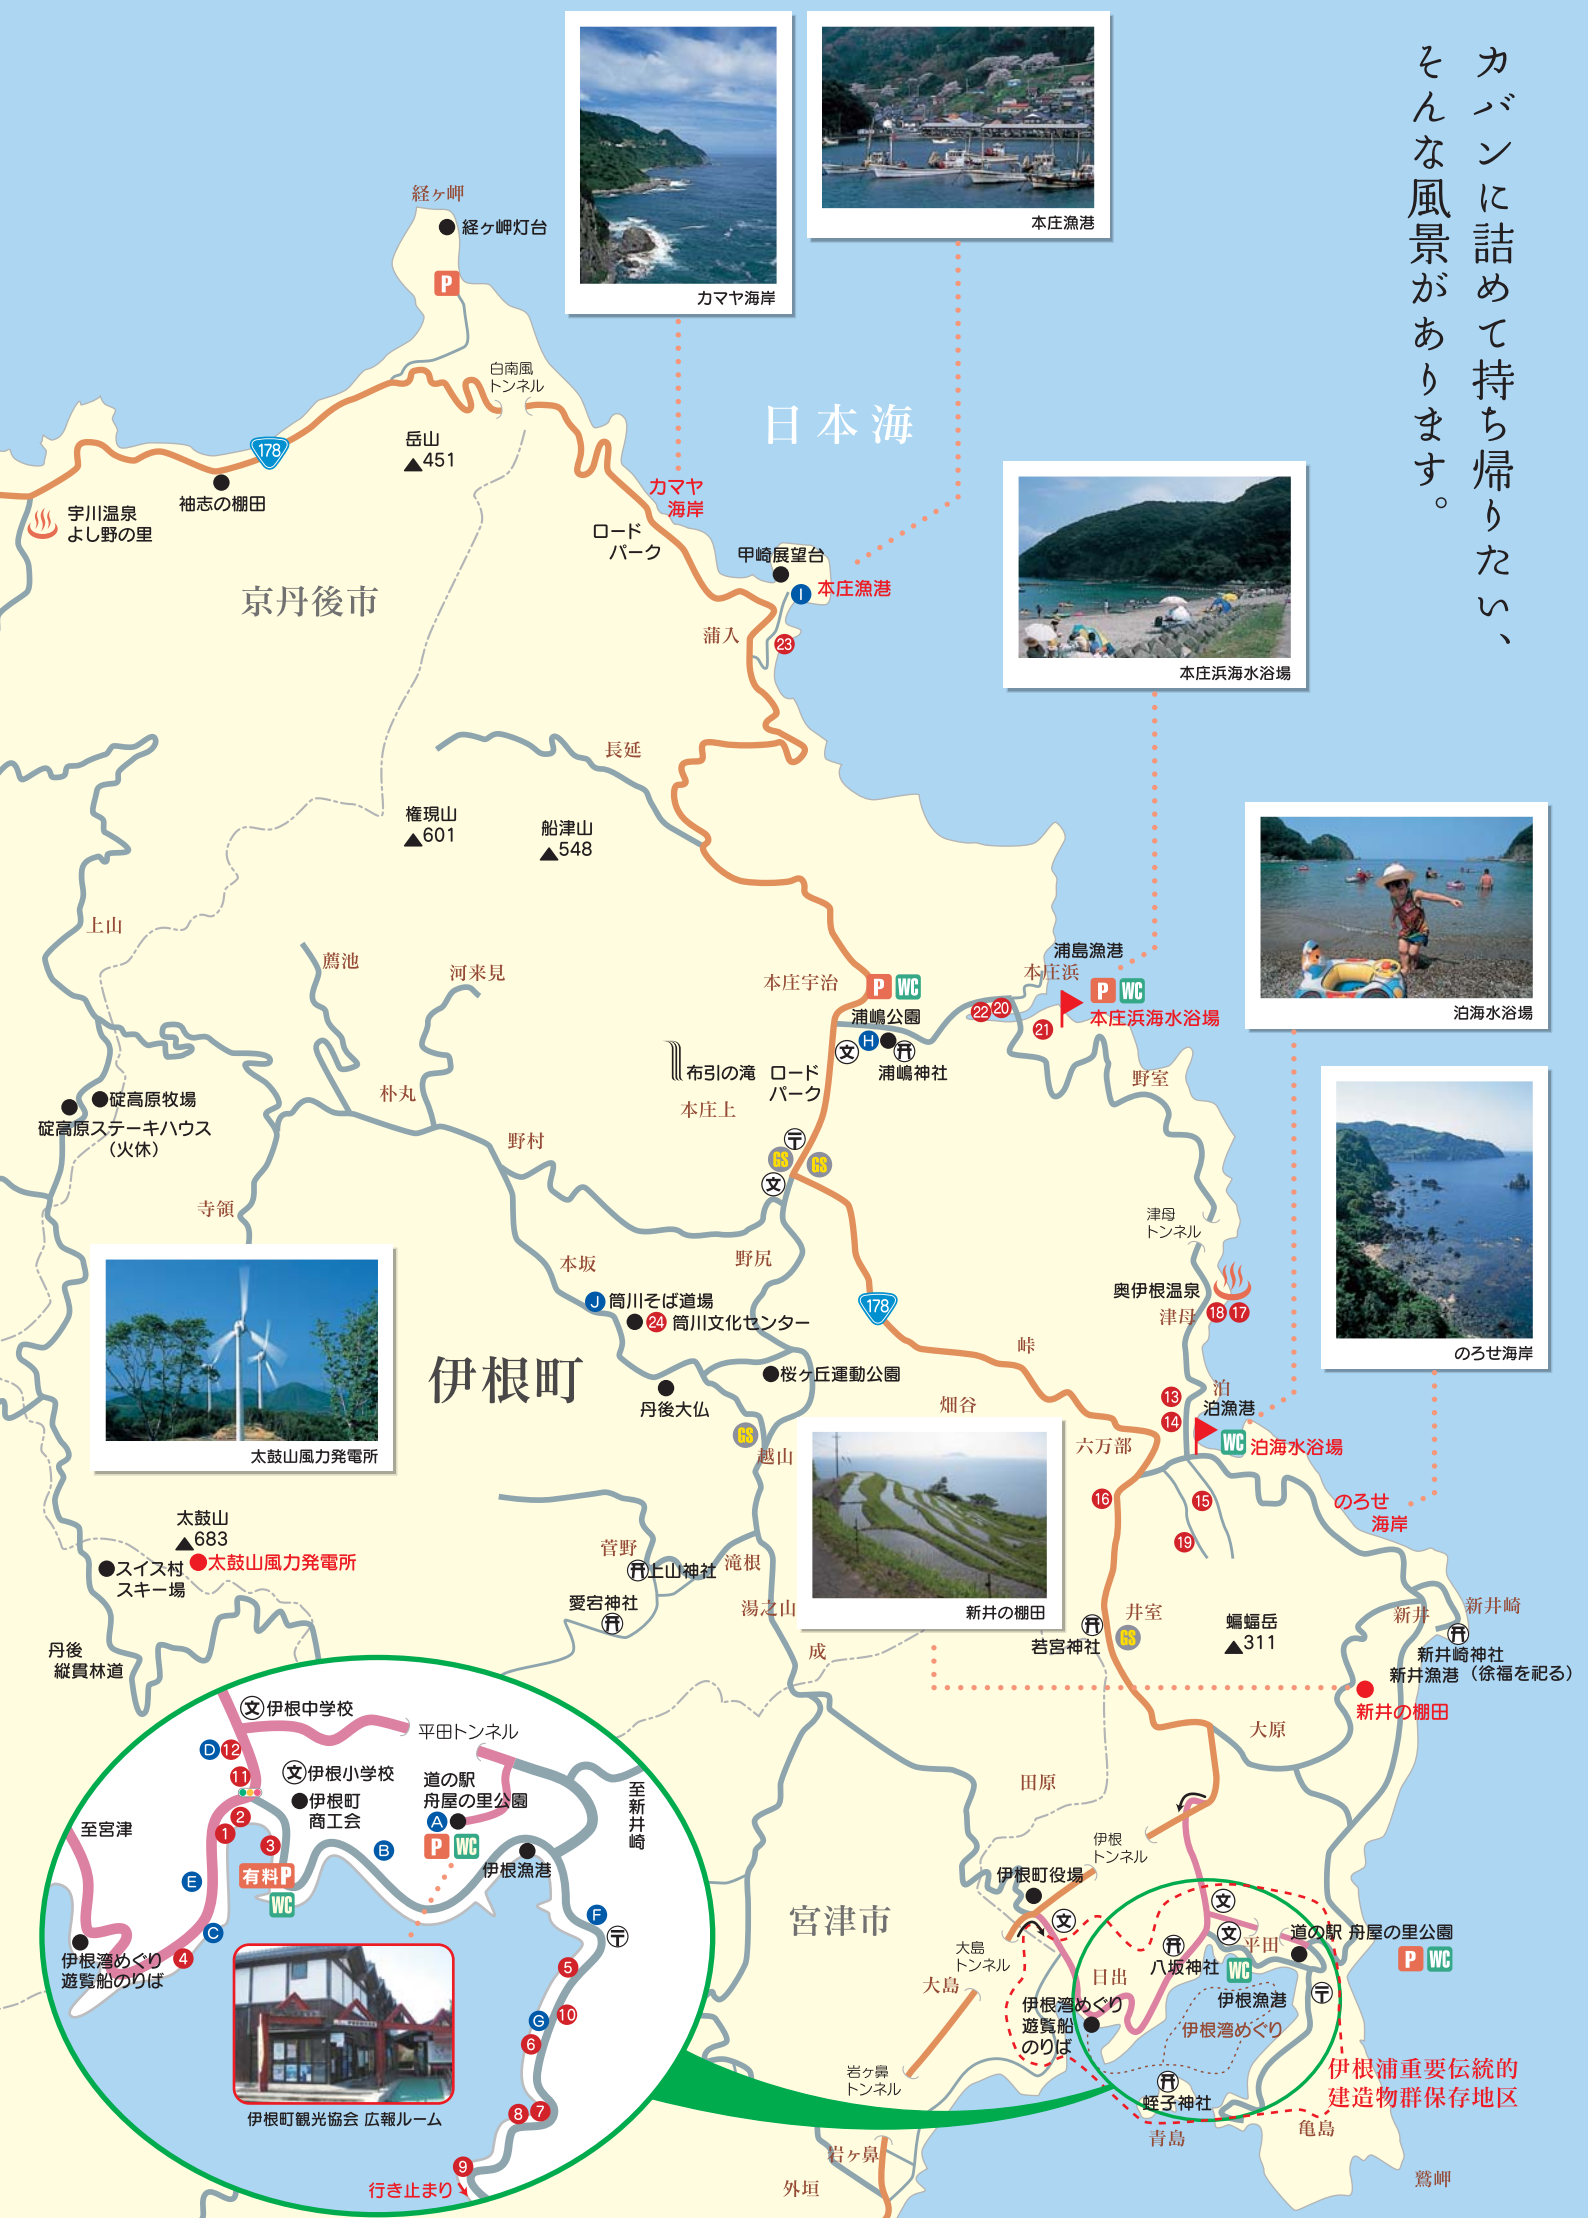 カバンに詰めて持ち帰りたい、
そんな風景があります。
カマヤ海岸
本庄漁港
経ヶ岬
経ヶ岬灯台
P
白南風
トンネル
日本海
178
岳山
▲451
袖志の棚田
宇川温泉
よし野の里
カマヤ
海岸
ロード
パーク
甲崎展望台
I
本庄漁港
京丹後市
蒲入
23
本庄浜海水浴場
長延
権現山
▲601
船津山
▲548
泊海水浴場
上山
薦池
河来見
本庄宇治
P WC
浦島漁港
本庄浜
P WC
本庄浜海水浴場
22 20
21
浦嶋公園
文 H
浦嶋神社
布引の滝
ロード
パーク
本庄上
朴丸
野室
碇高原牧場
碇高原ステーキハウス
（火休）
野村
〒
GS GS
文
寺領
津母
トンネル
のろせ海岸
本坂
野尻
奥伊根温泉
津母
18 17
J 筒川そば道場
24 筒川文化センター
178
峠
伊根町
太鼓山風力発電所
桜ヶ丘運動公園
丹後大仏
畑谷
13
14
泊
泊漁港
WC 泊海水浴場
GS
越山
六万部
16
15
19
のろせ
海岸
太鼓山
▲683
太鼓山風力発電所
スイス村
スキー場
菅野
上山神社
滝根
愛宕神社
湯之山
新井の棚田
成
井室
若宮神社
GS
蝙蝠岳
▲311
新井
新井崎
新井崎神社
新井漁港（徐福を祀る）
新井の棚田
丹後
縦貫林道
大原
田原
文 伊根中学校
平田トンネル
D 12
11
文 伊根小学校
伊根町
商工会
道の駅
舟屋の里公園
A
P WC
至新井崎
至宮津
2
1
3
B
有料P
WC
伊根漁港
E
C
4
F
〒
伊根湾めぐり
遊覧船のりば
5
G 10
6
8 7
9
行き止まり
伊根町観光協会 広報ルーム
伊根
トンネル
伊根町役場
宮津市
大島
トンネル
大島
文
文
文
平田
道の駅 舟屋の里公園
P WC
八坂神社
WC
日出
伊根漁港
〒
伊根湾めぐり
遊覧船
のりば
伊根湾めぐり
伊根浦重要伝統的
建造物群保存地区
岩ヶ鼻
トンネル
蛭子神社
青島
亀島
岩ヶ鼻
外垣
鷲岬